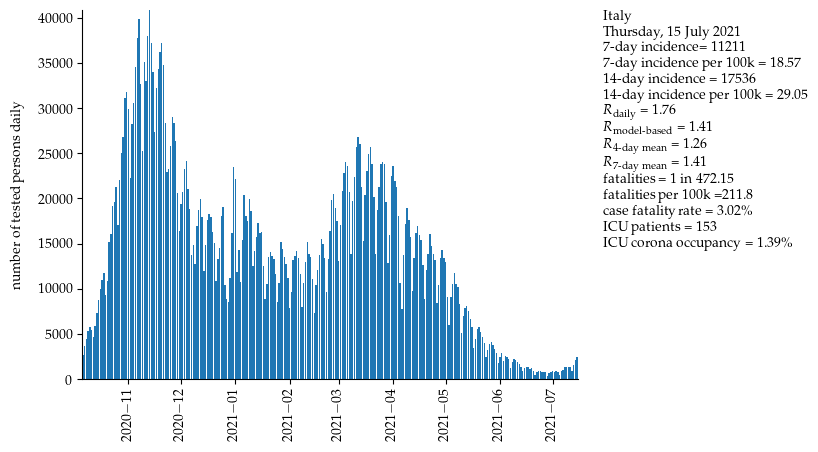 Italy
Thursday, 15 July 2021
7-day incidence= 11211
7-day incidence per 100k = 18.57
14-day incidence = 17536
14-day incidence per 100k = 29.05
R daily = 1.76
R model-based = 1.41
R 4-day mean = 1.26
R 7-day mean = 1.41
fatalities = 1 in 472.15
fatalities per 100k =211.8
case fatality rate = 3.02%
ICU patients = 153
ICU corona occupancy = 1.39%
number of tested persons daily
40000
35000
30000
25000
20000
15000
10000
5000
0
2020−11
2020−12
2021−01
2021−02
2021−03
2021−04
2021−05
2021−06
2021−07